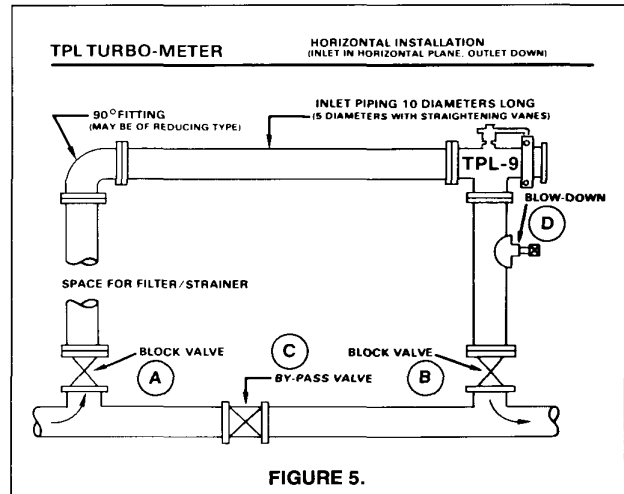 TPL TURBO-METER
HORIZONTAL INSTALLATION
(INLET IN HORIZONTAL PLANE, OUTLET DOWN)
90° FITTING
(MAY BE OF REDUCING TYPE)
INLET PIPING 10 DIAMETERS LONG
(5 DIAMETERS WITH STRAIGHTENING VANES)
TPL-9
BLOW-DOWN
D
SPACE FOR FILTER/STRAINER
BLOCK VALVE
A
C
BY-PASS VALVE
BLOCK VALVE
B
FIGURE 5.